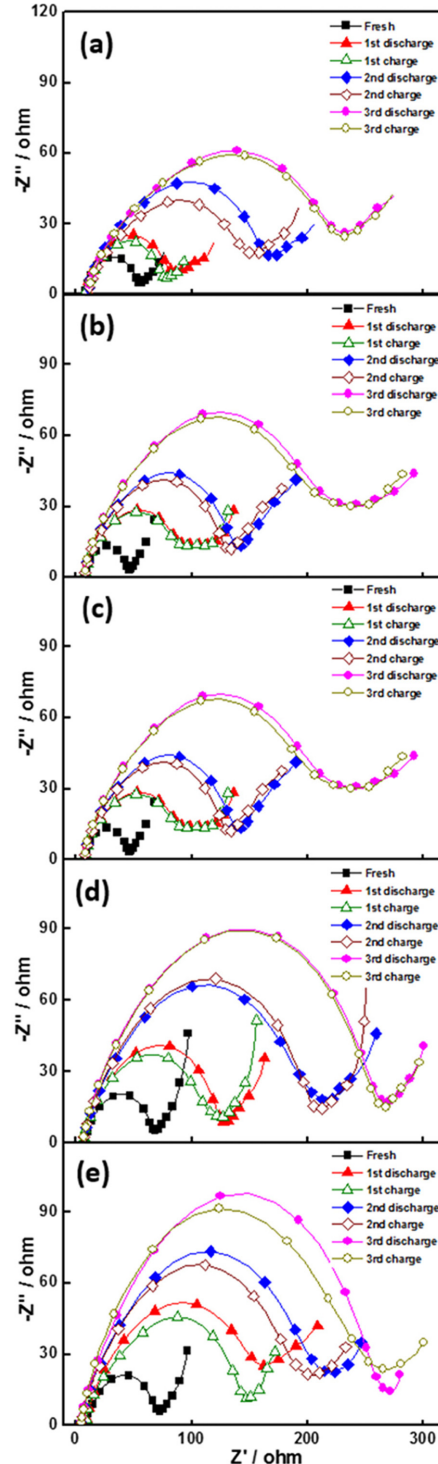 120
(a)
Fresh
1st discharge
1st charge
2nd discharge
2nd charge
3rd discharge
3rd charge
90
60
30
0
-Z'' / ohm
(b)
Fresh
1st discharge
1st charge
2nd discharge
2nd charge
3rd discharge
3rd charge
90
60
30
0
-Z'' / ohm
(c)
Fresh
1st discharge
1st charge
2nd discharge
2nd charge
3rd discharge
3rd charge
90
60
30
0
-Z'' / ohm
(d)
Fresh
1st discharge
1st charge
2nd discharge
2nd charge
3rd discharge
3rd charge
90
60
30
0
-Z'' / ohm
(e)
Fresh
1st discharge
1st charge
2nd discharge
2nd charge
3rd discharge
3rd charge
90
60
30
0
-Z'' / ohm
0 100 200 300
Z' / ohm